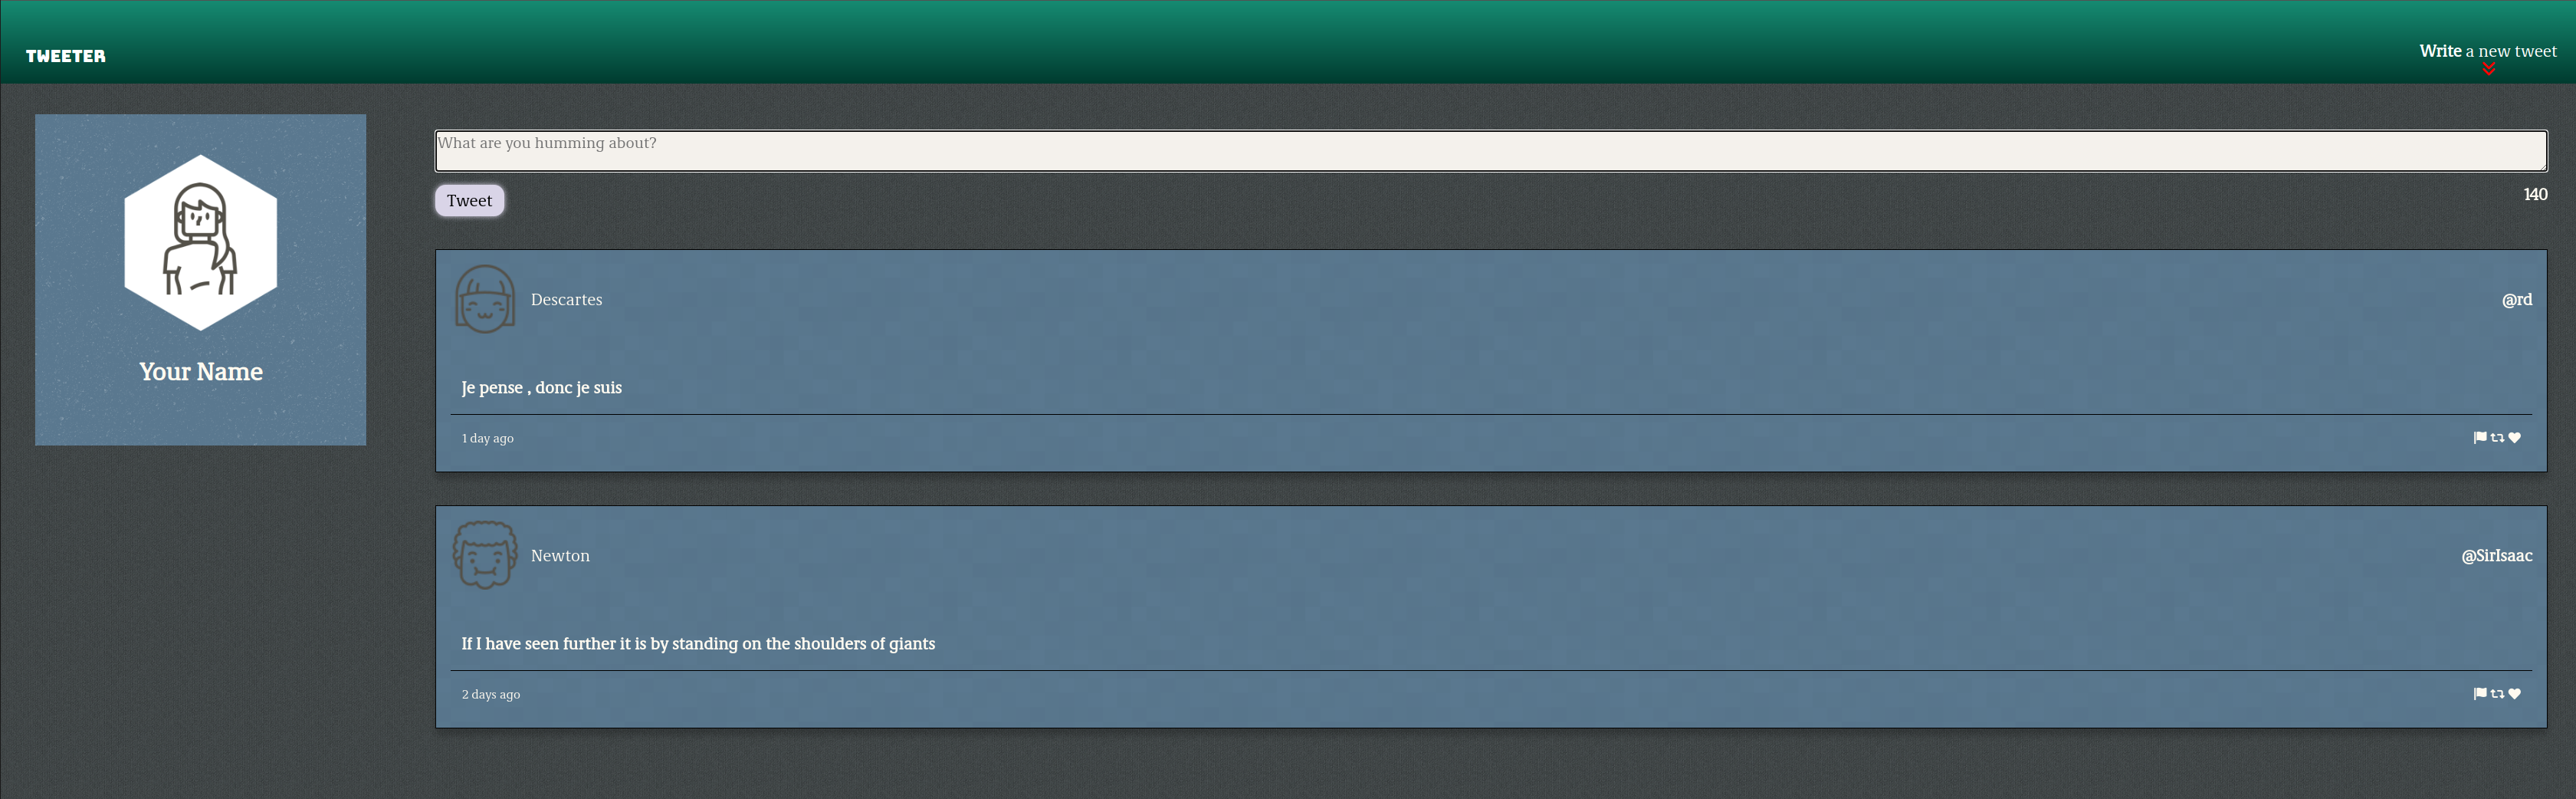 TWEETER
Write a new tweet
Your Name
What are you humming about?
Tweet
140
Descartes
@rd
Je pense , donc je suis
1 day ago
Newton
@SirIsaac
If I have seen further it is by standing on the shoulders of giants
2 days ago